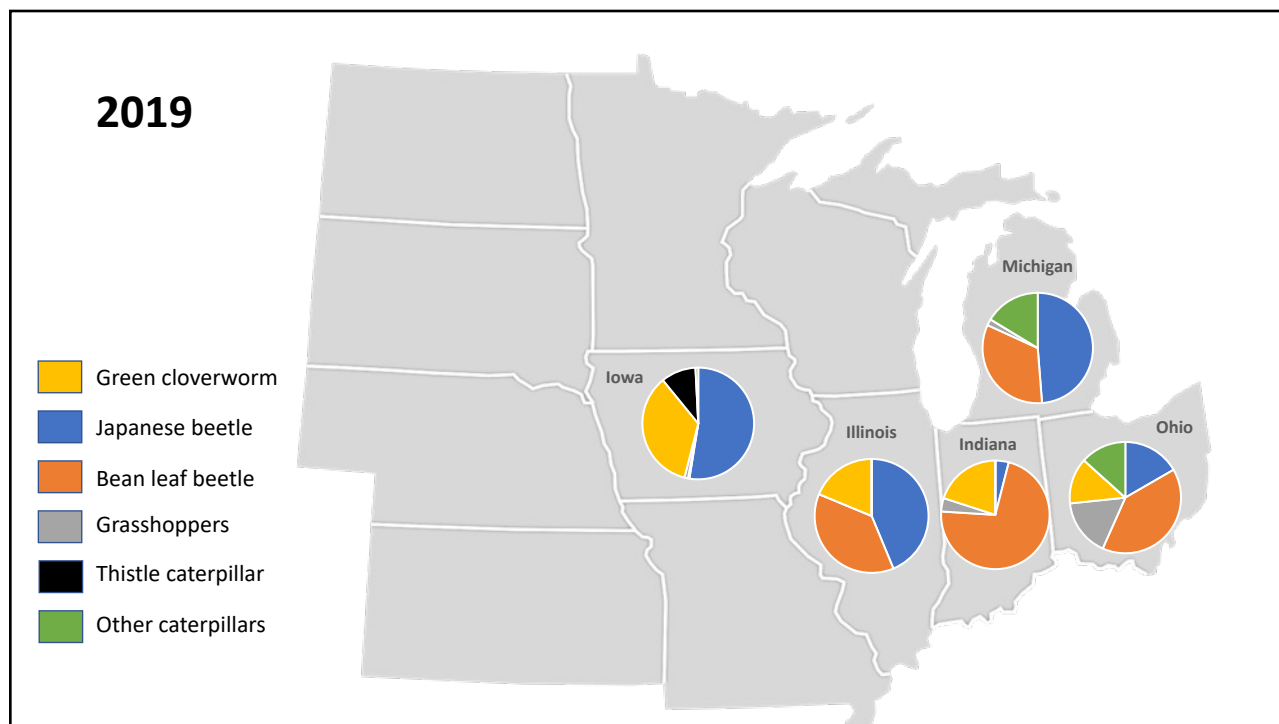 2019
Michigan
Iowa
Illinois
Indiana
Ohio
Green cloverworm
Japanese beetle
Bean leaf beetle
Grasshoppers
Thistle caterpillar
Other caterpillars